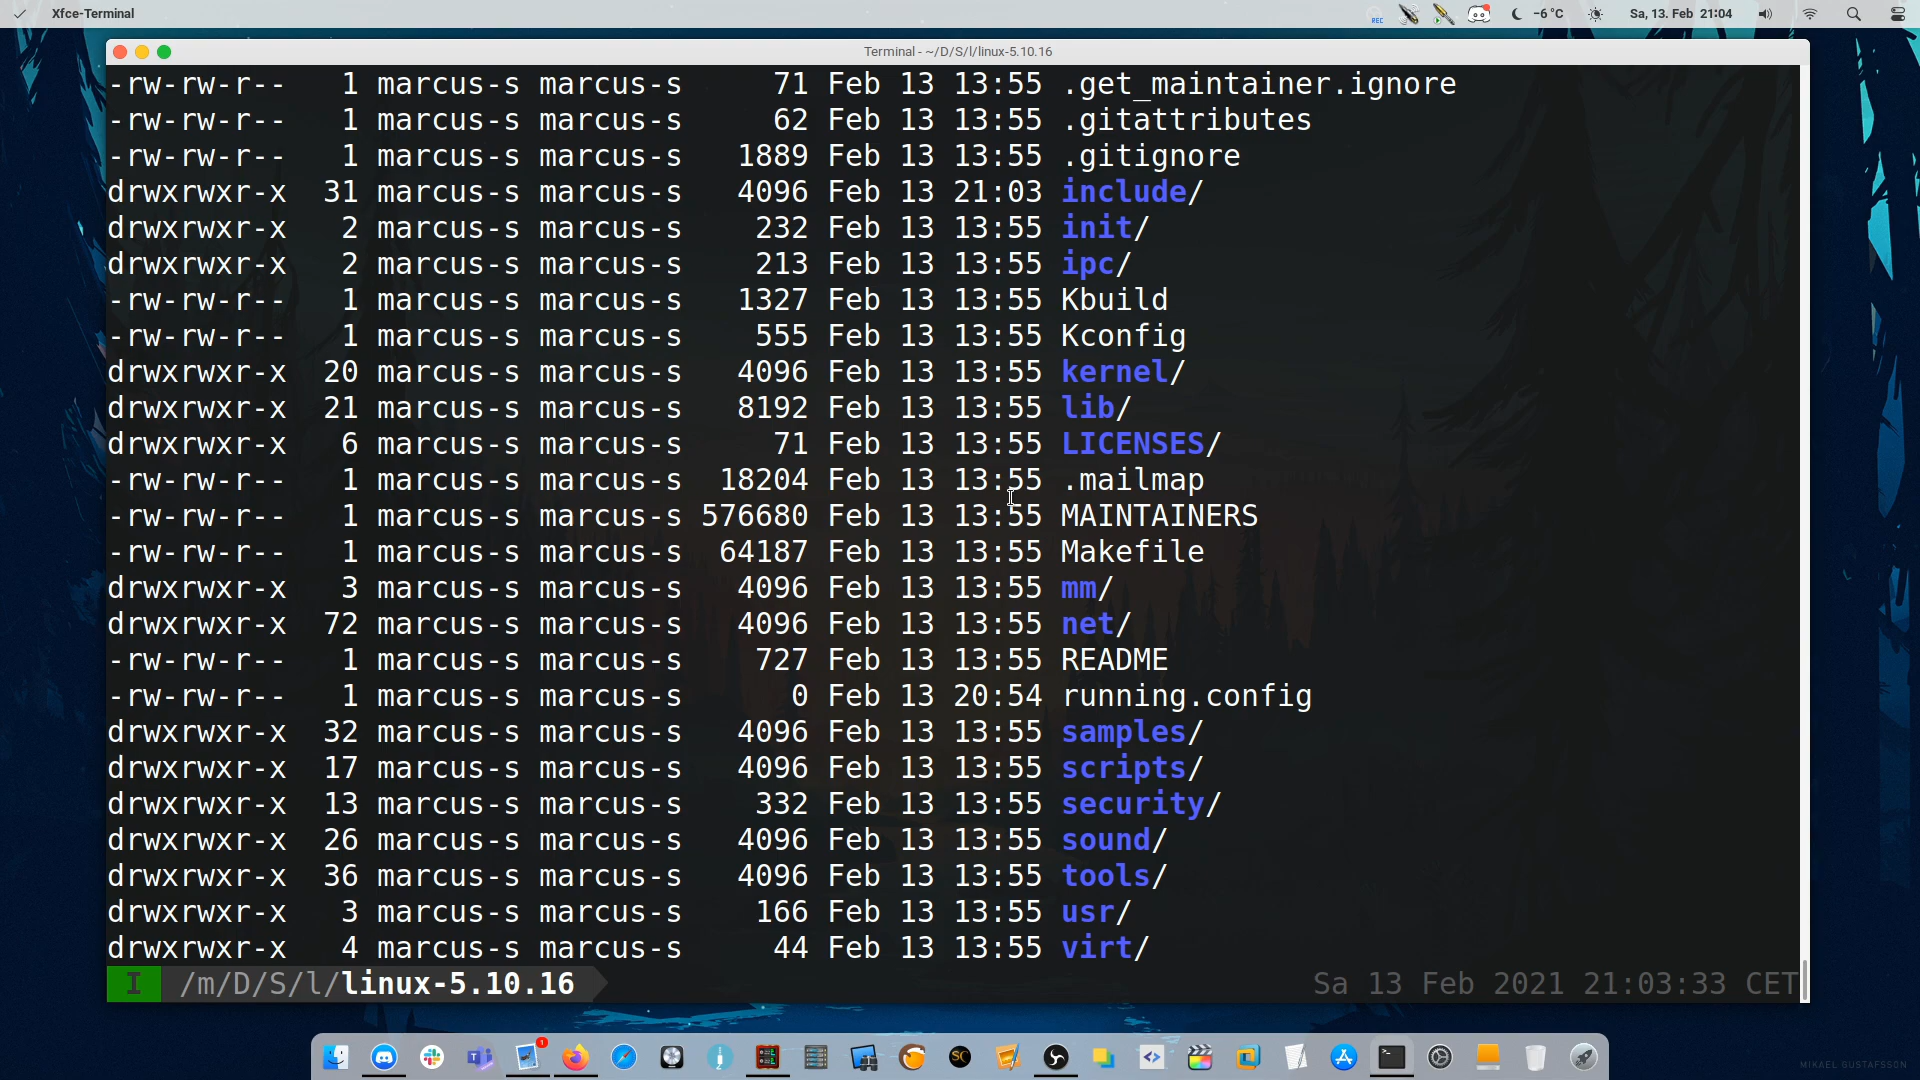 Xfce-Terminal
REC
-6 °C
Sa, 13. Feb 21:04
Terminal - ~/D/S/l/linux-5.10.16
-rw-rw-r-- 1 marcus-s marcus-s 71 Feb 13 13:55 .get_maintainer.ignore
-rw-rw-r-- 1 marcus-s marcus-s 62 Feb 13 13:55 .gitattributes
-rw-rw-r-- 1 marcus-s marcus-s 1889 Feb 13 13:55 .gitignore
drwxrwxr-x 31 marcus-s marcus-s 4096 Feb 13 21:03 include/
drwxrwxr-x 2 marcus-s marcus-s 232 Feb 13 13:55 init/
drwxrwxr-x 2 marcus-s marcus-s 213 Feb 13 13:55 ipc/
-rw-rw-r-- 1 marcus-s marcus-s 1327 Feb 13 13:55 Kbuild
-rw-rw-r-- 1 marcus-s marcus-s 555 Feb 13 13:55 Kconfig
drwxrwxr-x 20 marcus-s marcus-s 4096 Feb 13 13:55 kernel/
drwxrwxr-x 21 marcus-s marcus-s 8192 Feb 13 13:55 lib/
drwxrwxr-x 6 marcus-s marcus-s 71 Feb 13 13:55 LICENSES/
-rw-rw-r-- 1 marcus-s marcus-s 18204 Feb 13 13:55 .mailmap
-rw-rw-r-- 1 marcus-s marcus-s 576680 Feb 13 13:55 MAINTAINERS
-rw-rw-r-- 1 marcus-s marcus-s 64187 Feb 13 13:55 Makefile
drwxrwxr-x 3 marcus-s marcus-s 4096 Feb 13 13:55 mm/
drwxrwxr-x 72 marcus-s marcus-s 4096 Feb 13 13:55 net/
-rw-rw-r-- 1 marcus-s marcus-s 727 Feb 13 13:55 README
-rw-rw-r-- 1 marcus-s marcus-s 0 Feb 13 20:54 running.config
drwxrwxr-x 32 marcus-s marcus-s 4096 Feb 13 13:55 samples/
drwxrwxr-x 17 marcus-s marcus-s 4096 Feb 13 13:55 scripts/
drwxrwxr-x 13 marcus-s marcus-s 332 Feb 13 13:55 security/
drwxrwxr-x 26 marcus-s marcus-s 4096 Feb 13 13:55 sound/
drwxrwxr-x 36 marcus-s marcus-s 4096 Feb 13 13:55 tools/
drwxrwxr-x 3 marcus-s marcus-s 166 Feb 13 13:55 usr/
drwxrwxr-x 4 marcus-s marcus-s 44 Feb 13 13:55 virt/
I /m/D/S/l/linux-5.10.16 Sa 13 Feb 2021 21:03:33 CET
MIKAEL GUSTAFSSON